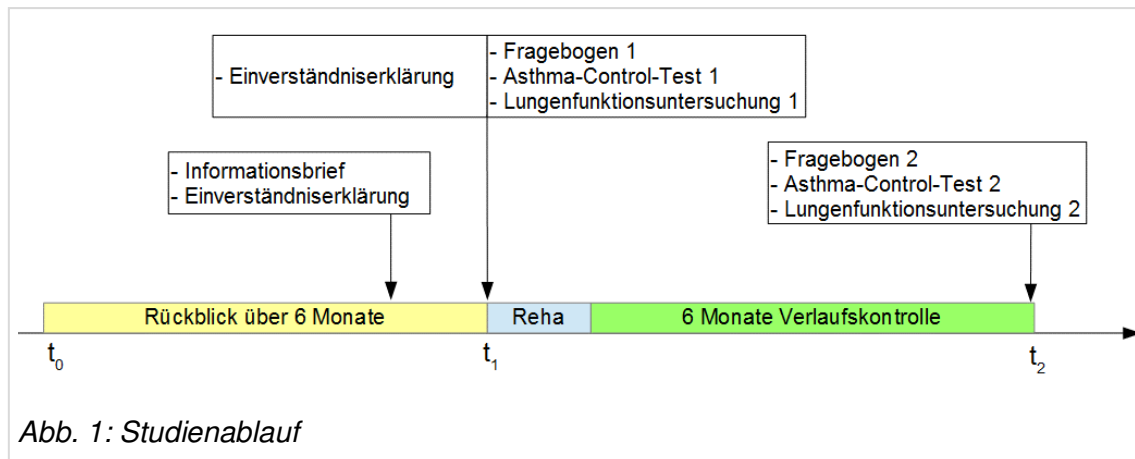 - Einverständniserklärung
- Fragebogen 1
- Asthma-Control-Test 1
- Lungenfunktionsuntersuchung 1
- Informationsbrief
- Einverständniserklärung
- Fragebogen 2
- Asthma-Control-Test 2
- Lungenfunktionsuntersuchung 2
Rückblick über 6 Monate
Reha
6 Monate Verlaufskontrolle
t0
t1
t2
Abb. 1: Studienablauf